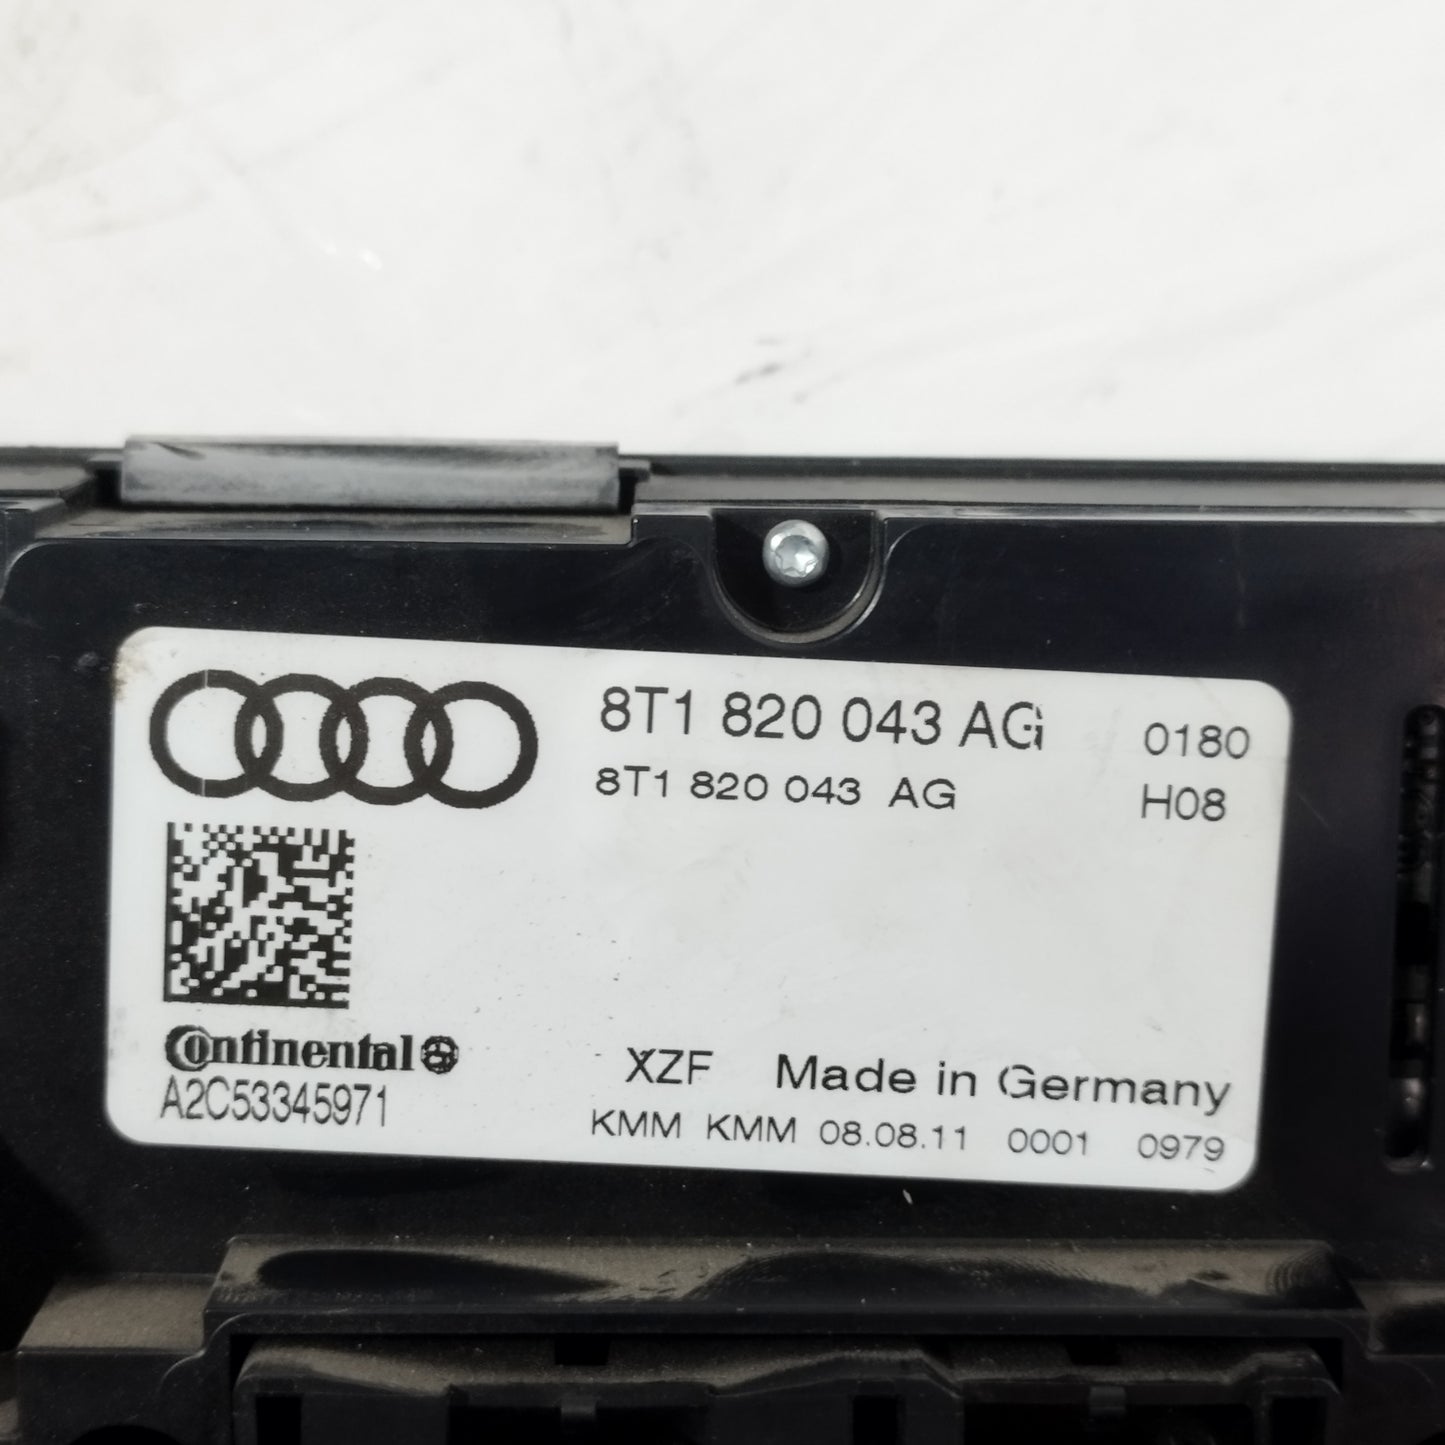 8T1 820 043 AG 0180
8T1 820 043 AG H08
Continental
A2C53345971
XZF Made in Germany
KMM KMM 08.08.11 0001 0979